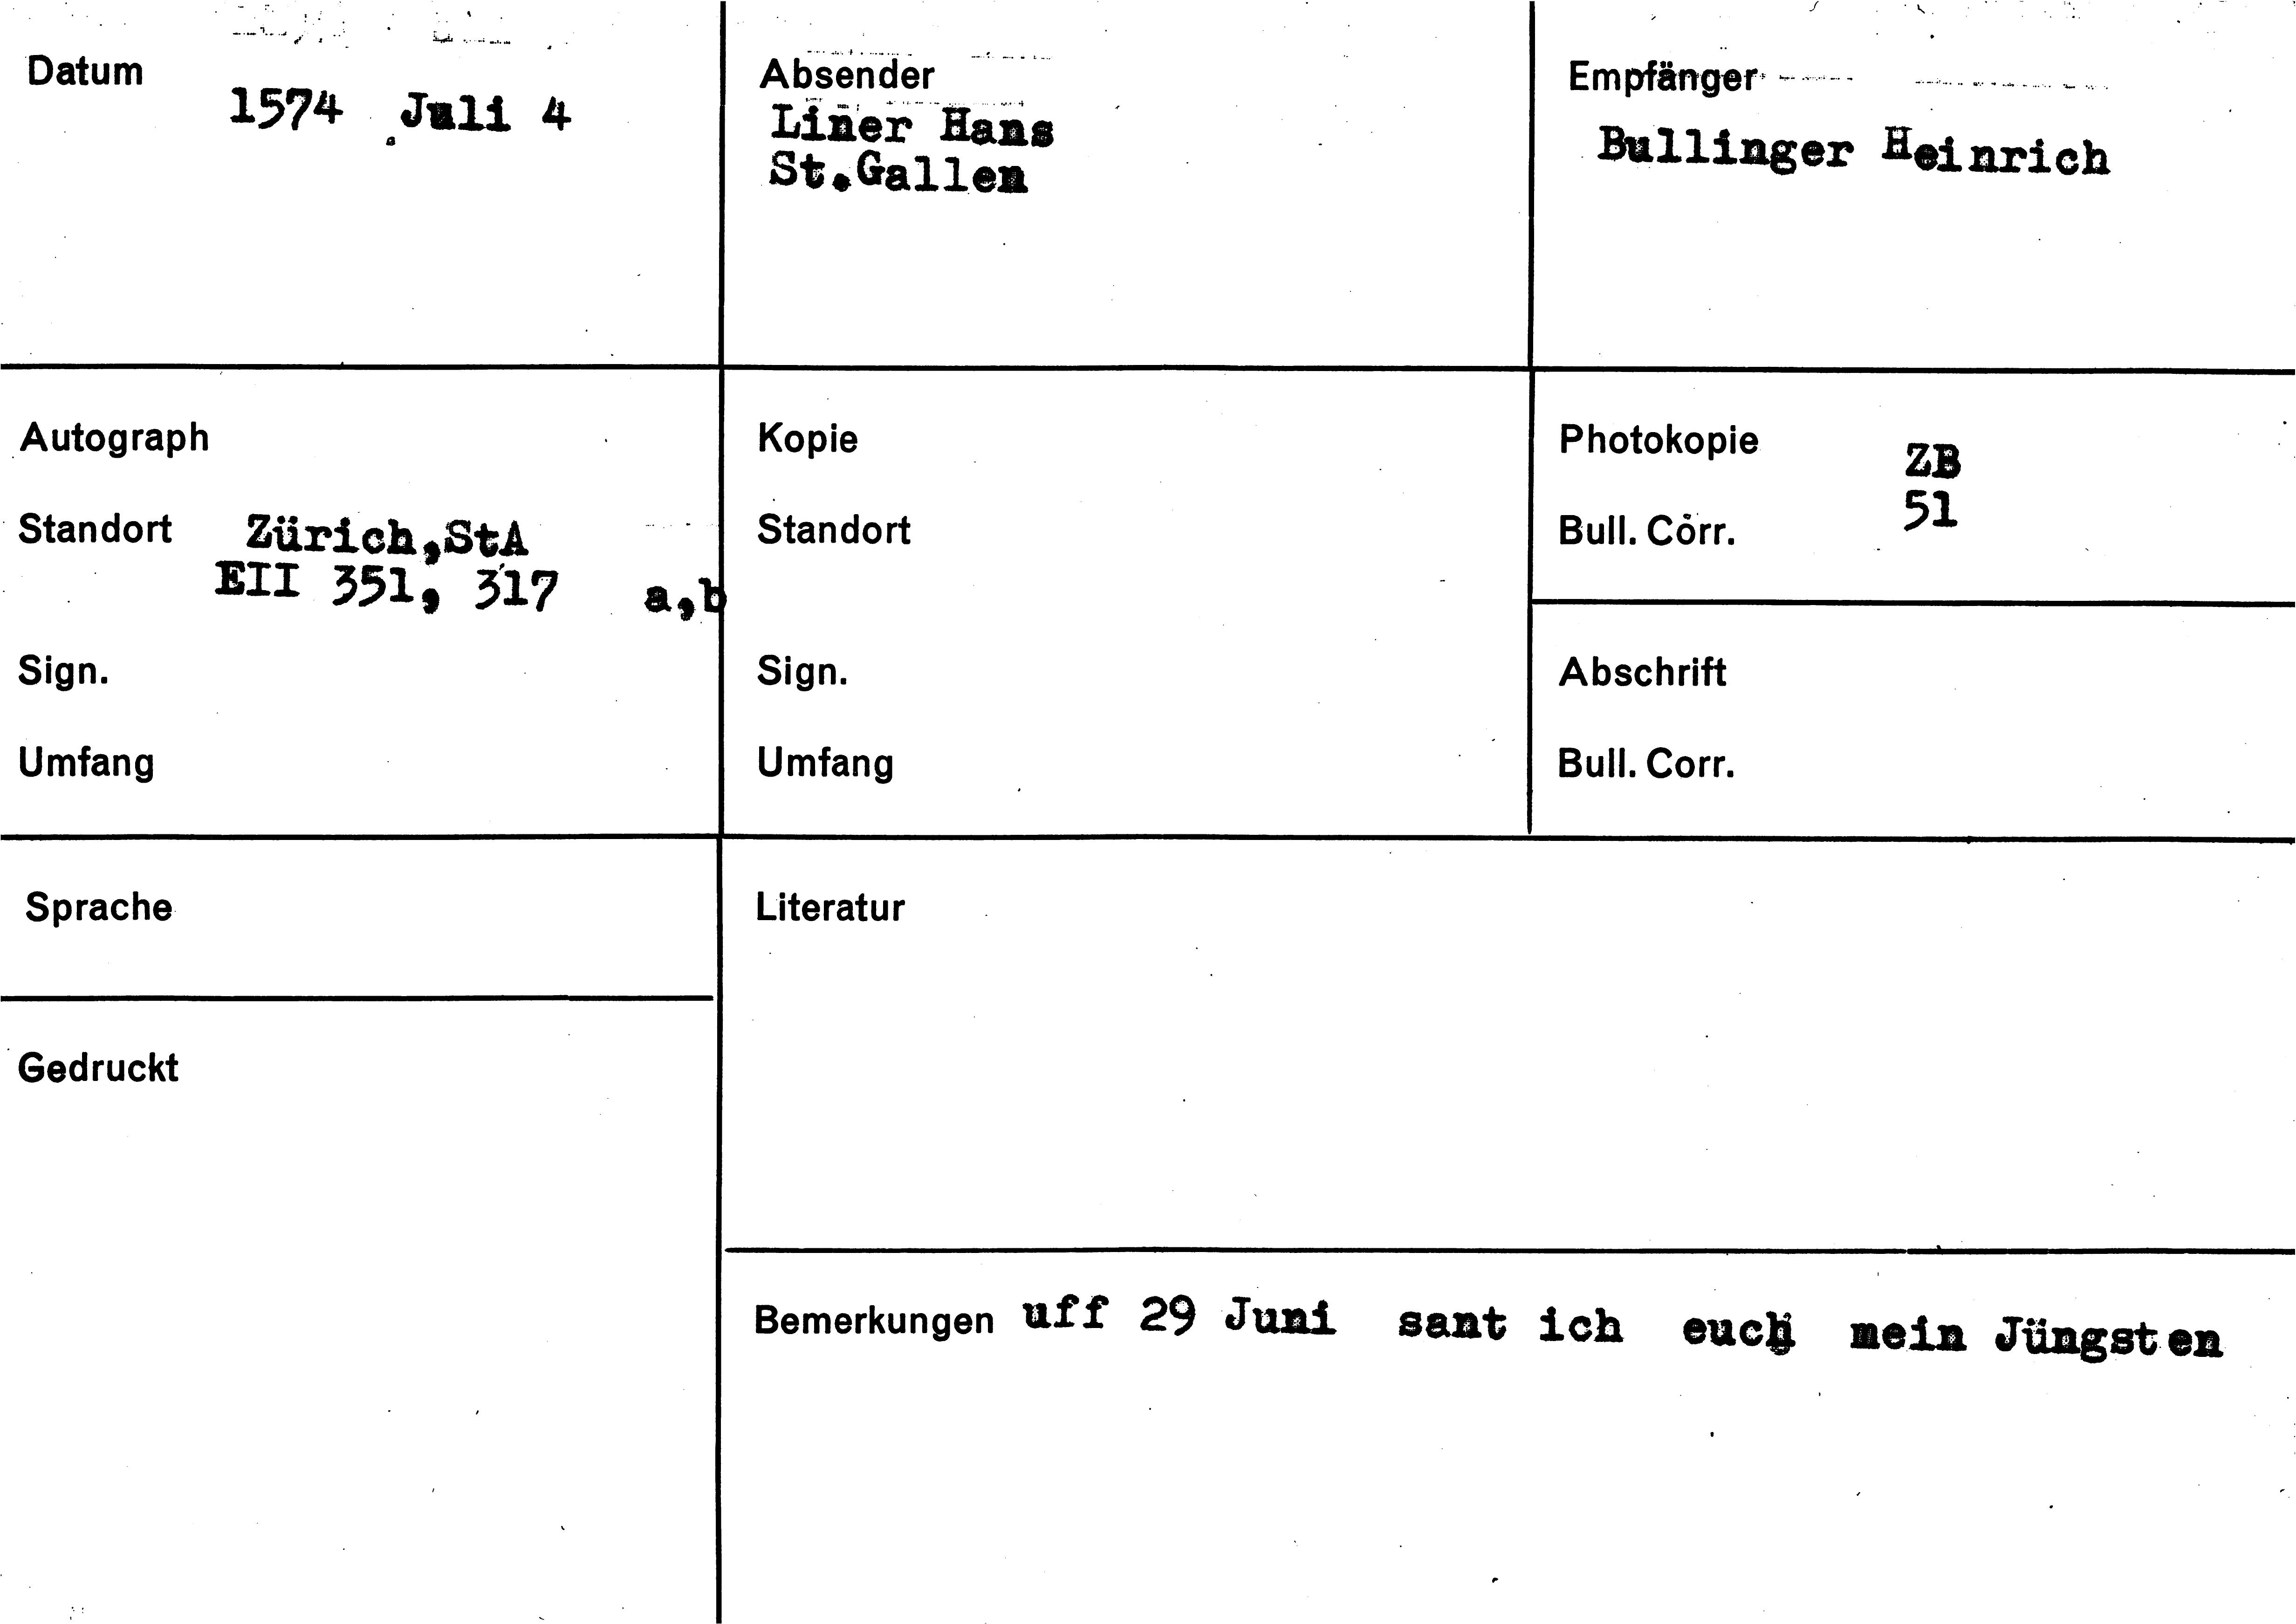 Datum
1574 Juli 4
Absender
Liner Hans
St.Gallen
Empfänger
Bullinger Heinrich
Autograph
Standort Zürich,StA
EII 351, 317 a,b
Sign.
Umfang
Kopie
Standort
Sign.
Umfang
Photokopie ZB
Bull. Corr. 51
Abschrift
Bull. Corr.
Sprache
Gedruckt
Literatur
Bemerkungen uff 29 Juni sant ich euch mein Jüngsten